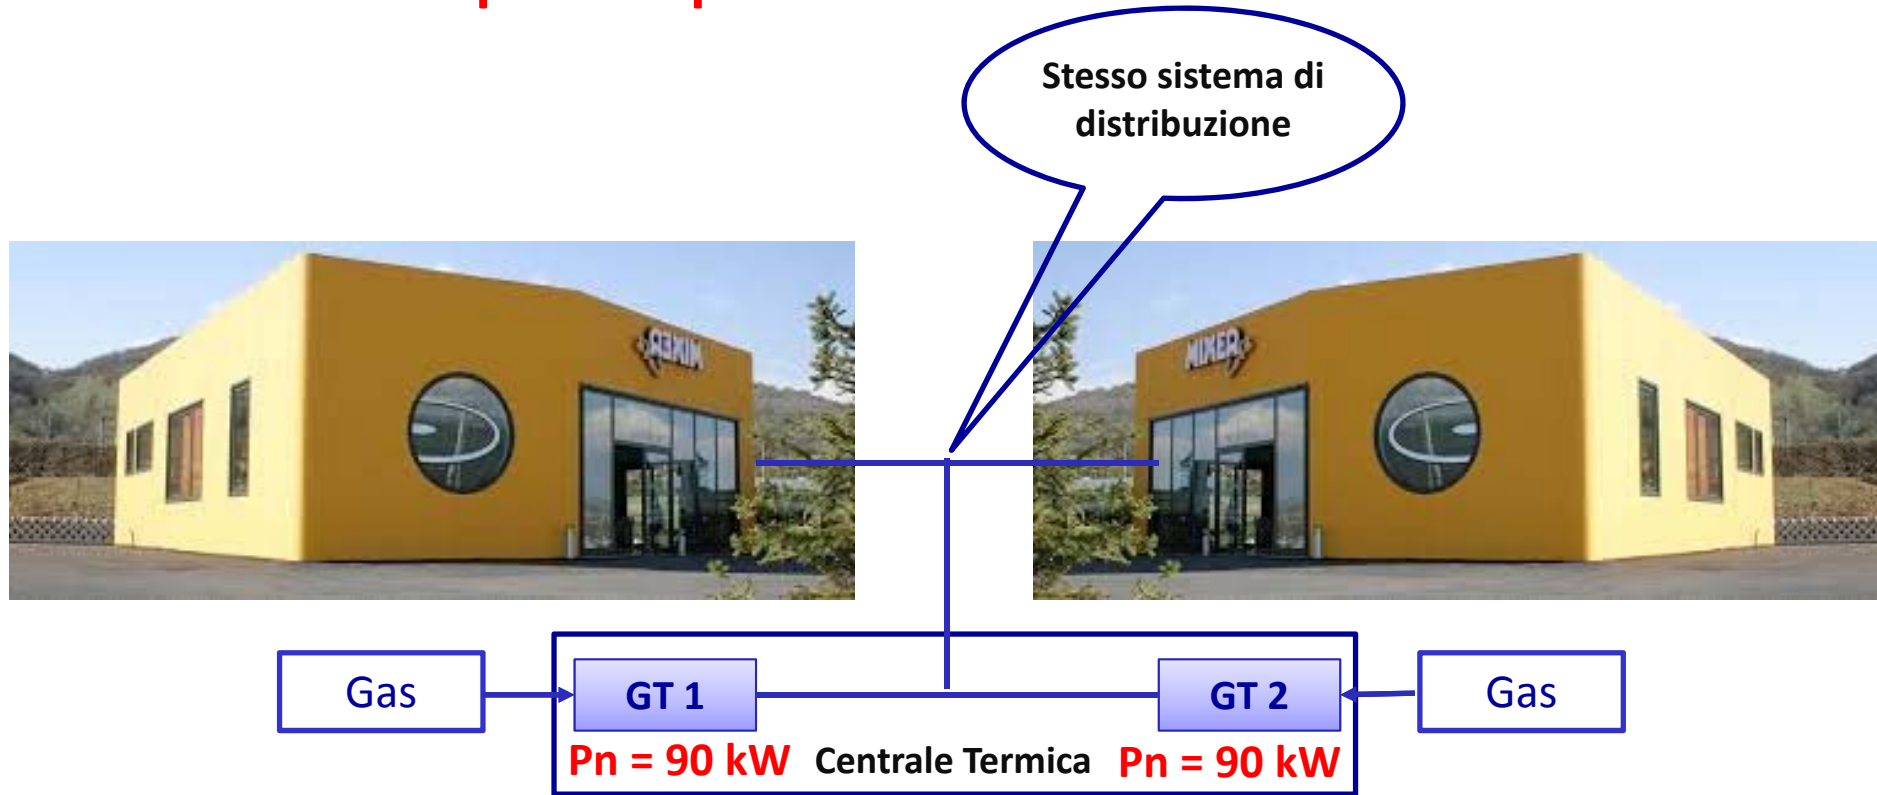 Stesso sistema di
distribuzione
MIXER
MIXER
Gas
GT 1
GT 2
Gas
Pn = 90 kW
Centrale Termica
Pn = 90 kW